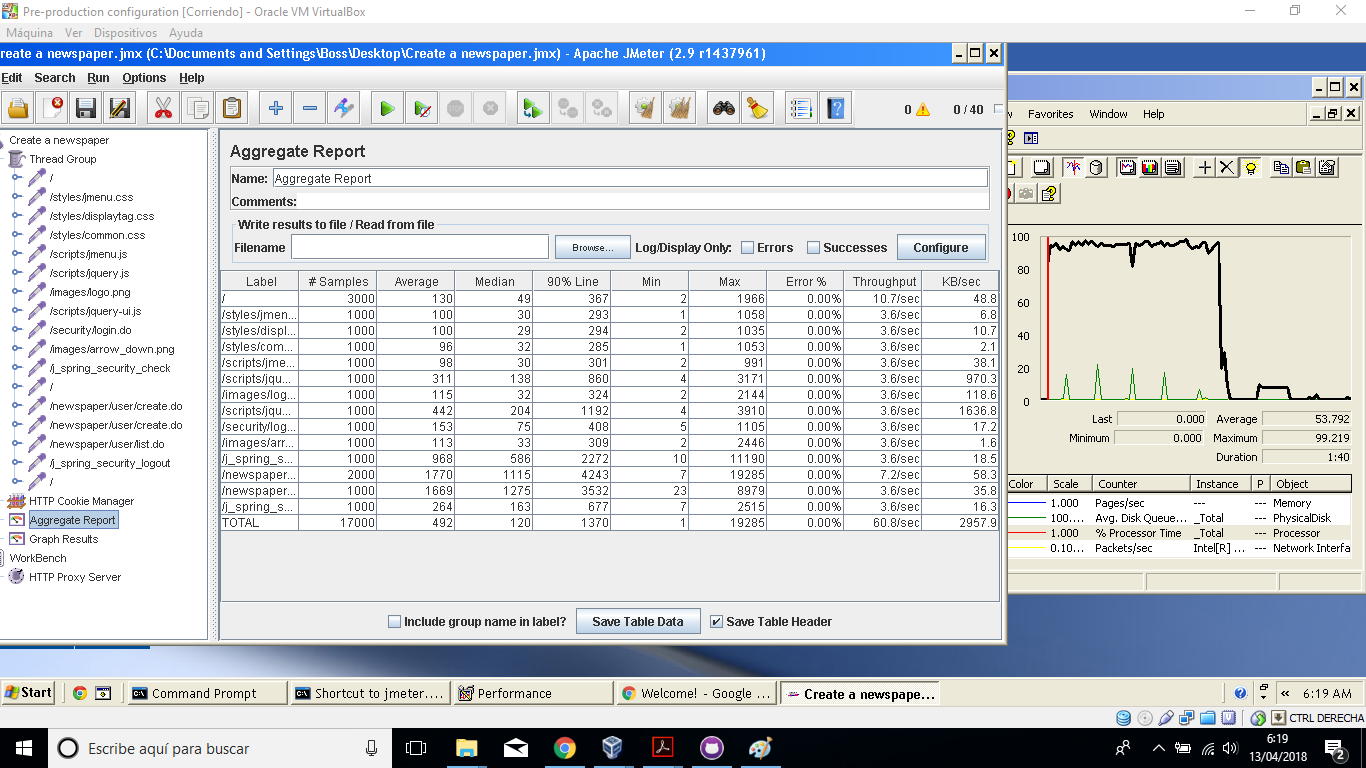 Pre-production configuration [Corriendo] - Oracle VM VirtualBox
Máquina Ver Dispositivos Ayuda
reate a newspaper.jmx (C:\Documents and Settings\Boss\Desktop\Create a newspaper.jmx) - Apache JMeter (2.9 r1437961)
Edit Search Run Options Help
0 0 / 40
Create a newspaper
Thread Group
/
/styles/jmenu.css
/styles/displaytag.css
/styles/common.css
/scripts/jmenu.js
/scripts/jquery.js
/images/logo.png
/scripts/jquery-ui.js
/security/login.do
/images/arrow_down.png
/j_spring_security_check
/
/newspaper/user/create.do
/newspaper/user/create.do
/newspaper/user/list.do
/j_spring_security_logout
/
HTTP Cookie Manager
Aggregate Report
Graph Results
WorkBench
HTTP Proxy Server
Aggregate Report
Name: Aggregate Report
Comments:
Write results to file / Read from file
Filename Browse... Log/Display Only: Errors Successes Configure
Label # Samples Average Median 90% Line Min Max Error % Throughput KB/sec
/ 3000 130 49 367 2 1966 0.00% 10.7/sec 48.8
/styles/jmen... 1000 100 30 293 1 1058 0.00% 3.6/sec 6.8
/styles/displ... 1000 100 29 294 2 1035 0.00% 3.6/sec 10.7
/styles/com... 1000 96 32 285 1 1053 0.00% 3.6/sec 2.1
/scripts/jme... 1000 98 30 301 2 991 0.00% 3.6/sec 38.1
/scripts/jqu... 1000 311 138 860 4 3171 0.00% 3.6/sec 970.3
/images/log... 1000 115 32 324 2 2144 0.00% 3.6/sec 118.6
/scripts/jqu... 1000 442 204 1192 4 3910 0.00% 3.6/sec 1636.8
/security/log... 1000 153 75 408 5 1105 0.00% 3.6/sec 17.2
/images/arr... 1000 113 33 309 2 2446 0.00% 3.6/sec 1.6
/j_spring_s... 1000 968 586 2272 10 11190 0.00% 3.6/sec 18.5
/newspaper... 2000 1770 1115 4243 7 19285 0.00% 7.2/sec 58.3
/newspaper... 1000 1669 1275 3532 23 8979 0.00% 3.6/sec 35.8
/j_spring_s... 1000 264 163 677 7 2515 0.00% 3.6/sec 16.3
TOTAL 17000 492 120 1370 1 19285 0.00% 60.8/sec 2957.9
Include group name in label? Save Table Data Save Table Header
w Favorites Window Help
100
80
60
40
20
0
Last 0.000 Average 53.792
Minimum 0.000 Maximum 99.219
Duration 1:40
Color Scale Counter Instance P Object
1.000 Pages/sec --- --- Memory
100.... Avg. Disk Queue... _Total --- PhysicalDisk
1.000 % Processor Time _Total --- Processor
0.10... Packets/sec Intel[R] ... --- Network Interfa
Start Command Prompt Shortcut to jmeter.... Performance Welcome! - Google ... Create a newspape... « 6:19 AM
CTRL DERECHA
Escribe aquí para buscar
6:19
13/04/2018
2